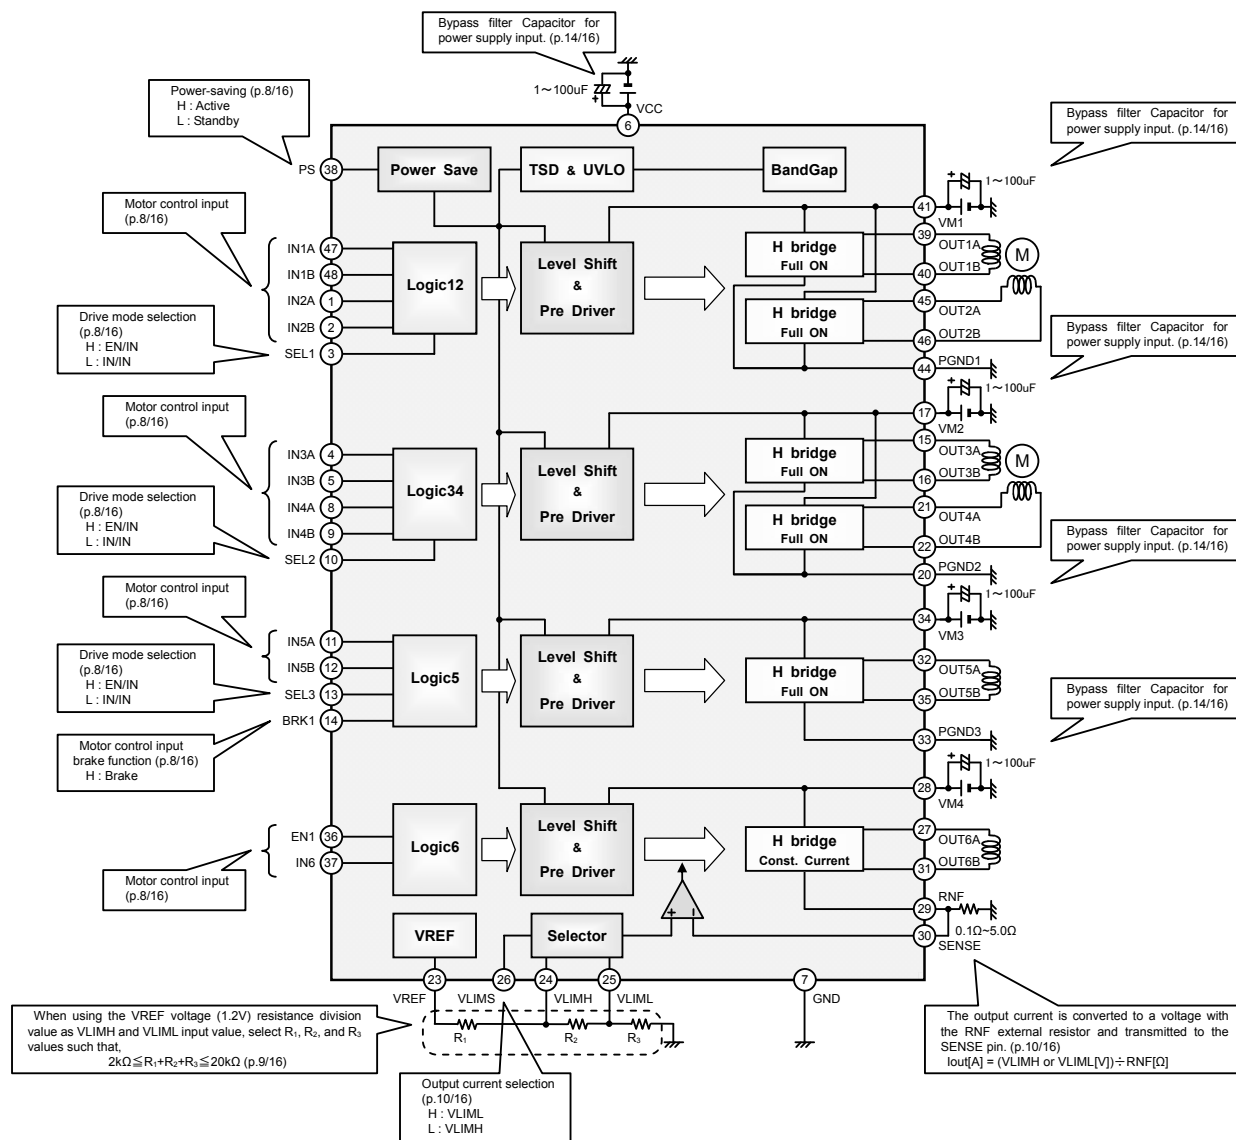 Bypass filter Capacitor for
power supply input. (p.14/16)
1～100uF
+
VCC
6
Power-saving (p.8/16)
H : Active
L : Standby
PS
38
Power Save
TSD & UVLO
BandGap
Bypass filter Capacitor for
power supply input. (p.14/16)
+
1～100uF
41
VM1
Motor control input
(p.8/16)
IN1A
47
IN1B
48
IN2A
1
IN2B
2
SEL1
3
Logic12
Level Shift
&
Pre Driver
H bridge
Full ON
H bridge
Full ON
39
OUT1A
OUT1B
40
M
45
OUT2A
OUT2B
46
44
PGND1
Drive mode selection
(p.8/16)
H : EN/IN
L : IN/IN
Bypass filter Capacitor for
power supply input. (p.14/16)
+
1～100uF
17
VM2
Motor control input
(p.8/16)
IN3A
4
IN3B
5
IN4A
8
IN4B
9
SEL2
10
Logic34
Level Shift
&
Pre Driver
H bridge
Full ON
H bridge
Full ON
15
OUT3A
OUT3B
16
M
21
OUT4A
OUT4B
22
20
PGND2
Drive mode selection
(p.8/16)
H : EN/IN
L : IN/IN
Bypass filter Capacitor for
power supply input. (p.14/16)
+
1～100uF
34
VM3
Motor control input
(p.8/16)
IN5A
11
IN5B
12
SEL3
13
BRK1
14
Logic5
Level Shift
&
Pre Driver
H bridge
Full ON
32
OUT5A
OUT5B
35
33
PGND3
Drive mode selection
(p.8/16)
H : EN/IN
L : IN/IN
Motor control input
brake function (p.8/16)
H : Brake
Bypass filter Capacitor for
power supply input. (p.14/16)
+
1～100uF
28
VM4
EN1
36
IN6
37
Logic6
Level Shift
&
Pre Driver
H bridge
Const. Current
27
OUT6A
OUT6B
31
Motor control input
(p.8/16)
+
−
29
RNF
0.1Ω~5.0Ω
30
SENSE
VREF
Selector
23
26
24
25
7
VREF
VLIMS
VLIMH
VLIML
GND
R1
R2
R3
When using the VREF voltage (1.2V) resistance division
value as VLIMH and VLIML input value, select R1, R2, and R3
values such that,
2kΩ≦R1+R2+R3≦20kΩ (p.9/16)
Output current selection
(p.10/16)
H : VLIML
L : VLIMH
The output current is converted to a voltage with
the RNF external resistor and transmitted to the
SENSE pin. (p.10/16)
Iout[A] = (VLIMH or VLIML[V])÷RNF[Ω]